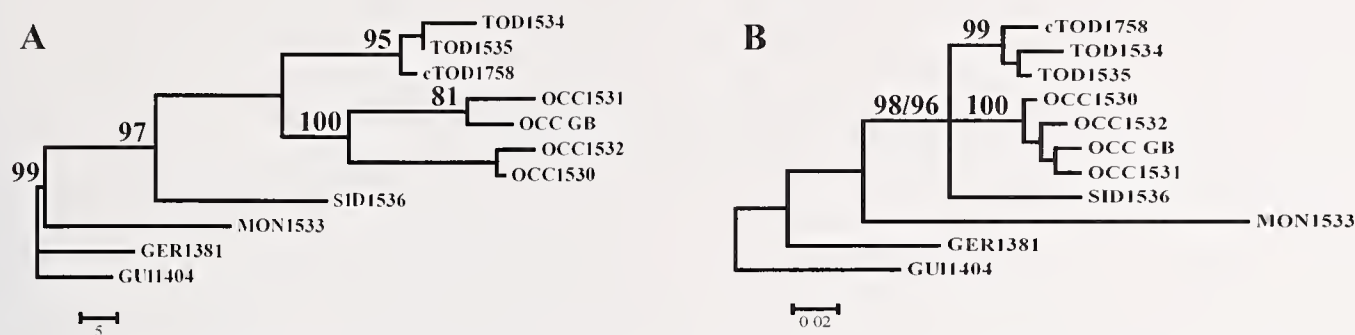 A
95
TOD1534
TOD1535
cTOD1758
81
OCC1531
OCC GB
100
OCC1532
OCC1530
97
99
SID1536
MON1533
GER1381
GUI1404
5
B
99
cTOD1758
TOD1534
TOD1535
98/96
100
OCC1530
OCC1532
OCC GB
OCC1531
SID1536
MON1533
GER1381
GUI1404
0 02